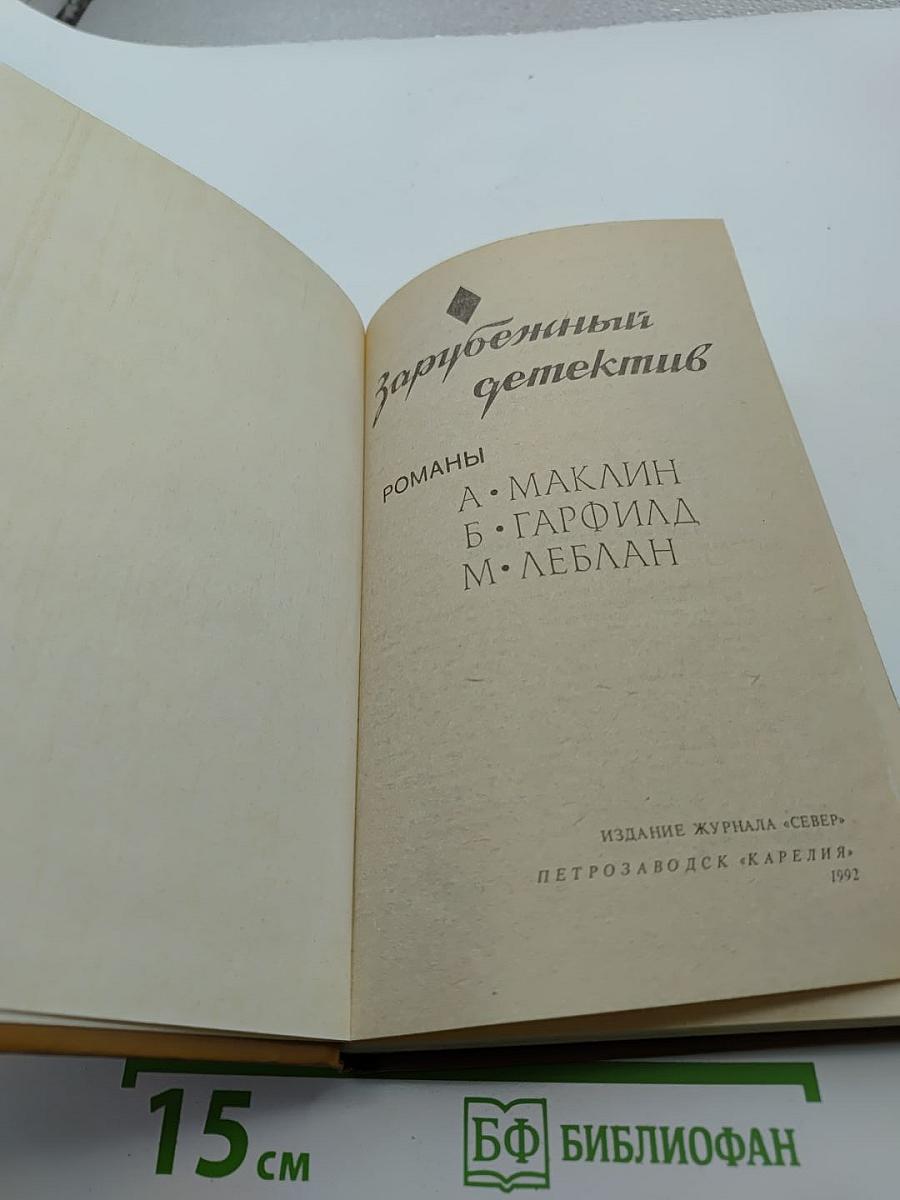 зарубежный
детектив
РОМАНЫ
А • МАКЛИН
Б • ГАРФИЛД
М • ЛЕБЛАН
ИЗДАНИЕ ЖУРНАЛА «СЕВЕР»
ПЕТРОЗАВОДСК «КАРЕЛИЯ»
1992
15 см
БФ БИБЛИОФАН